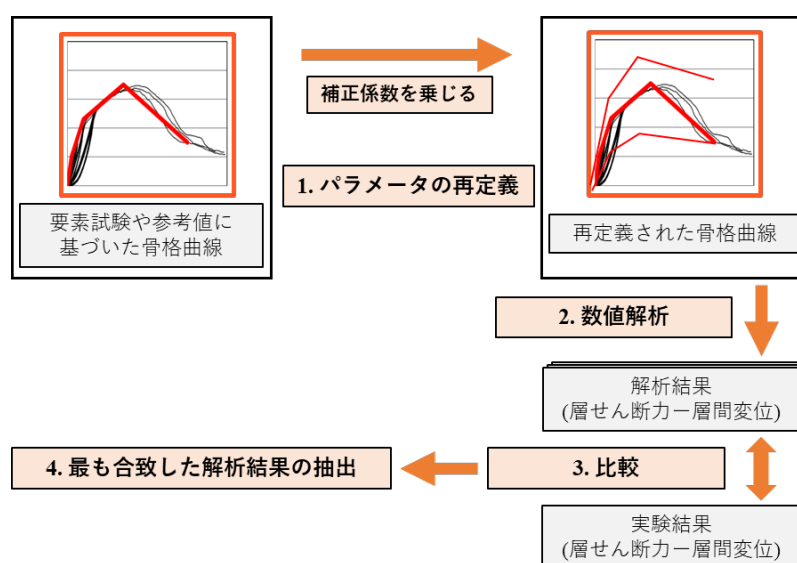 補正係数を乗じる
1. パラメータの再定義
要素試験や参考値に
基づいた骨格曲線
再定義された骨格曲線
2. 数値解析
解析結果
(層せん断力ー層間変位)
4. 最も合致した解析結果の抽出
3. 比較
実験結果
(層せん断力ー層間変位)